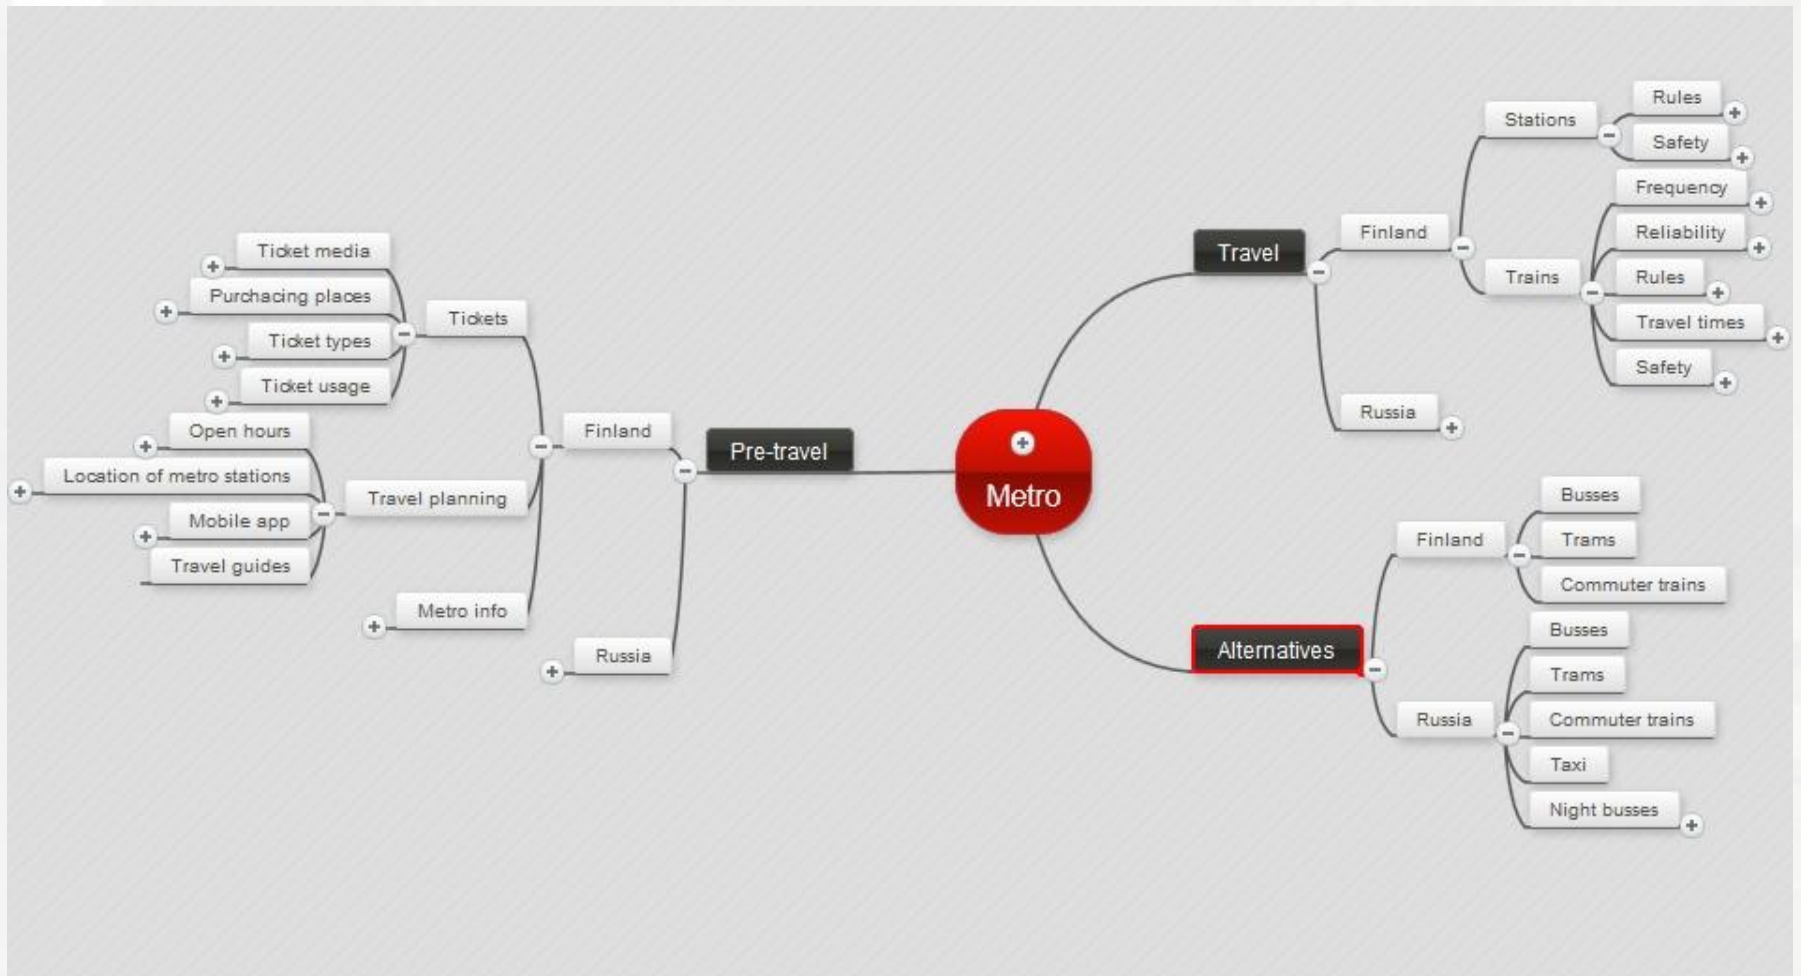 Metro
Pre-travel
Finland
Tickets
Ticket media
Purchacing places
Ticket types
Ticket usage
Travel planning
Open hours
Location of metro stations
Mobile app
Travel guides
Metro info
Russia
Travel
Finland
Stations
Rules
Safety
Trains
Frequency
Reliability
Rules
Travel times
Safety
Russia
Alternatives
Finland
Busses
Trams
Commuter trains
Russia
Busses
Trams
Commuter trains
Taxi
Night busses